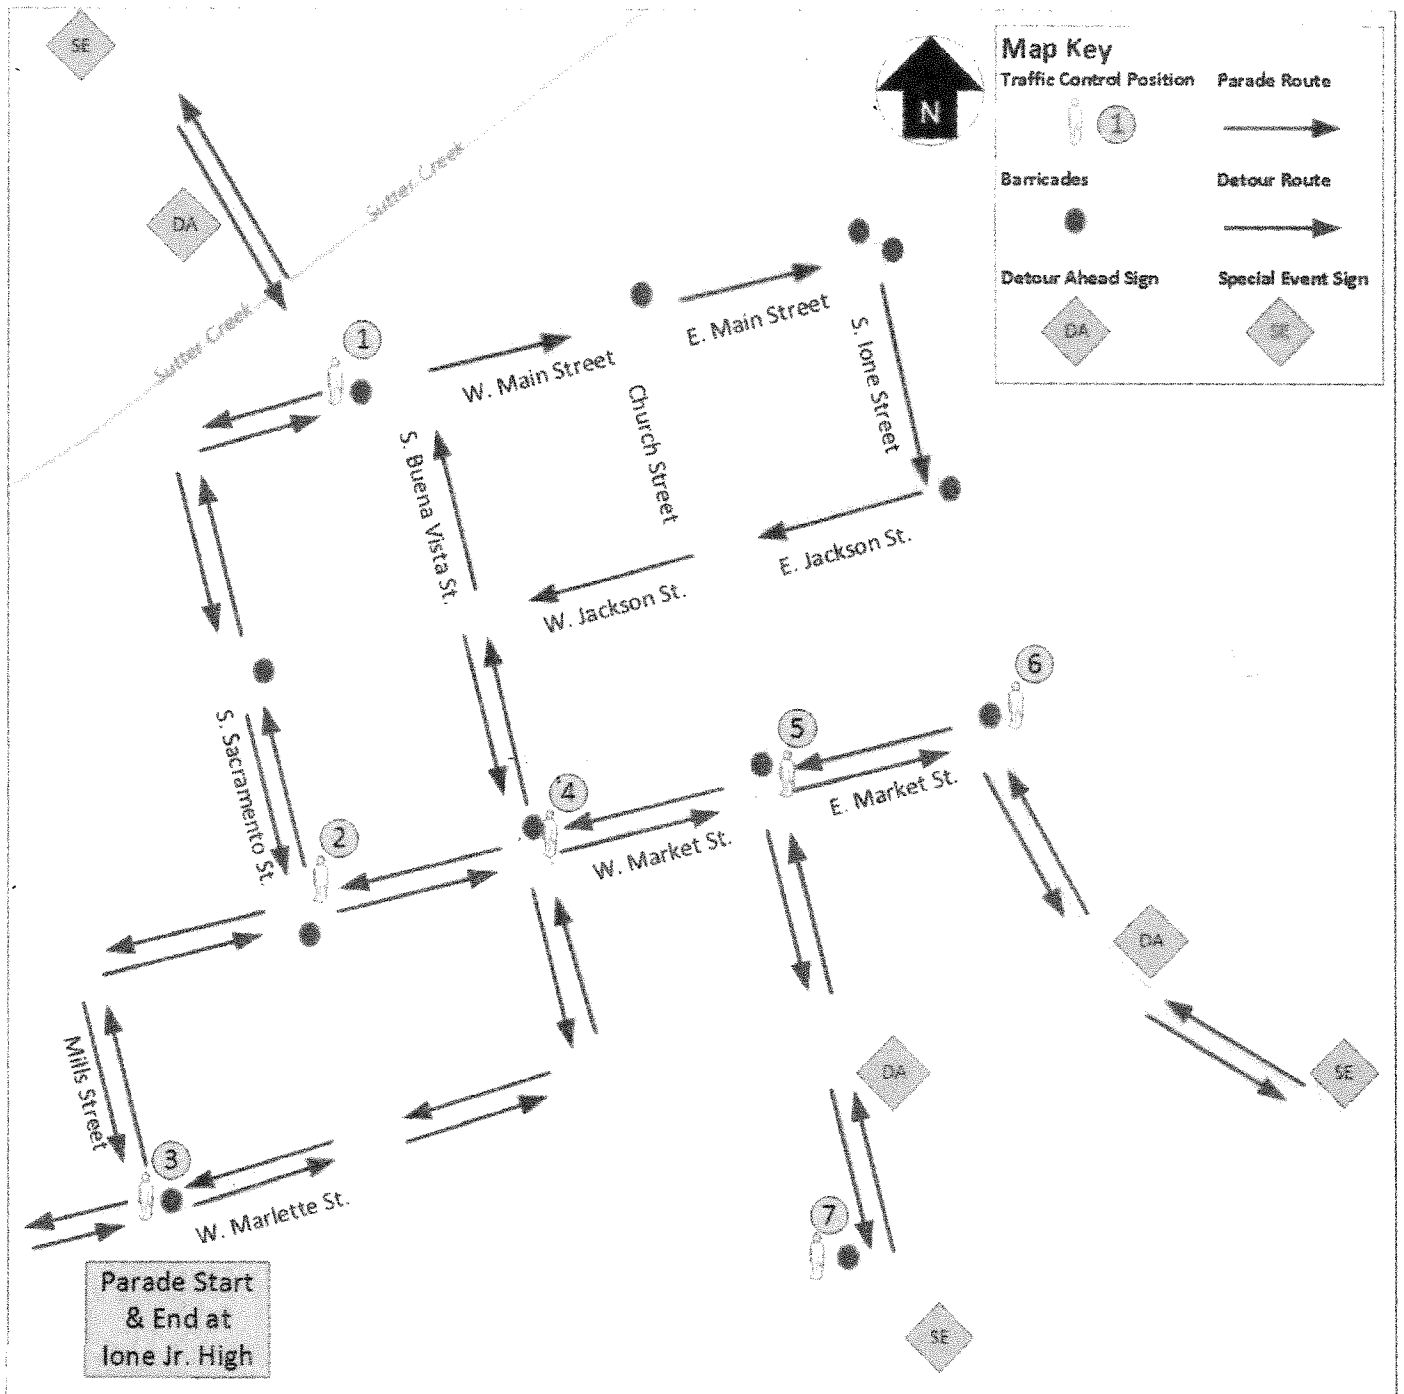 SE
N
Map Key
Traffic Control Position
Parade Route
1
Barricades
Detour Route
Detour Ahead Sign
Special Event Sign
DA
SE
Sutter Creek
DA
Sutter Creek
1
E. Main Street
W. Main Street
S. Ione Street
Church Street
S. Buena Vista St.
E. Jackson St.
W. Jackson St.
6
5
S. Sacramento St.
4
E. Market St.
2
W. Market St.
DA
Mills Street
DA
SE
3
W. Marlette St.
7
Parade Start
& End at
Ione Jr. High
SE